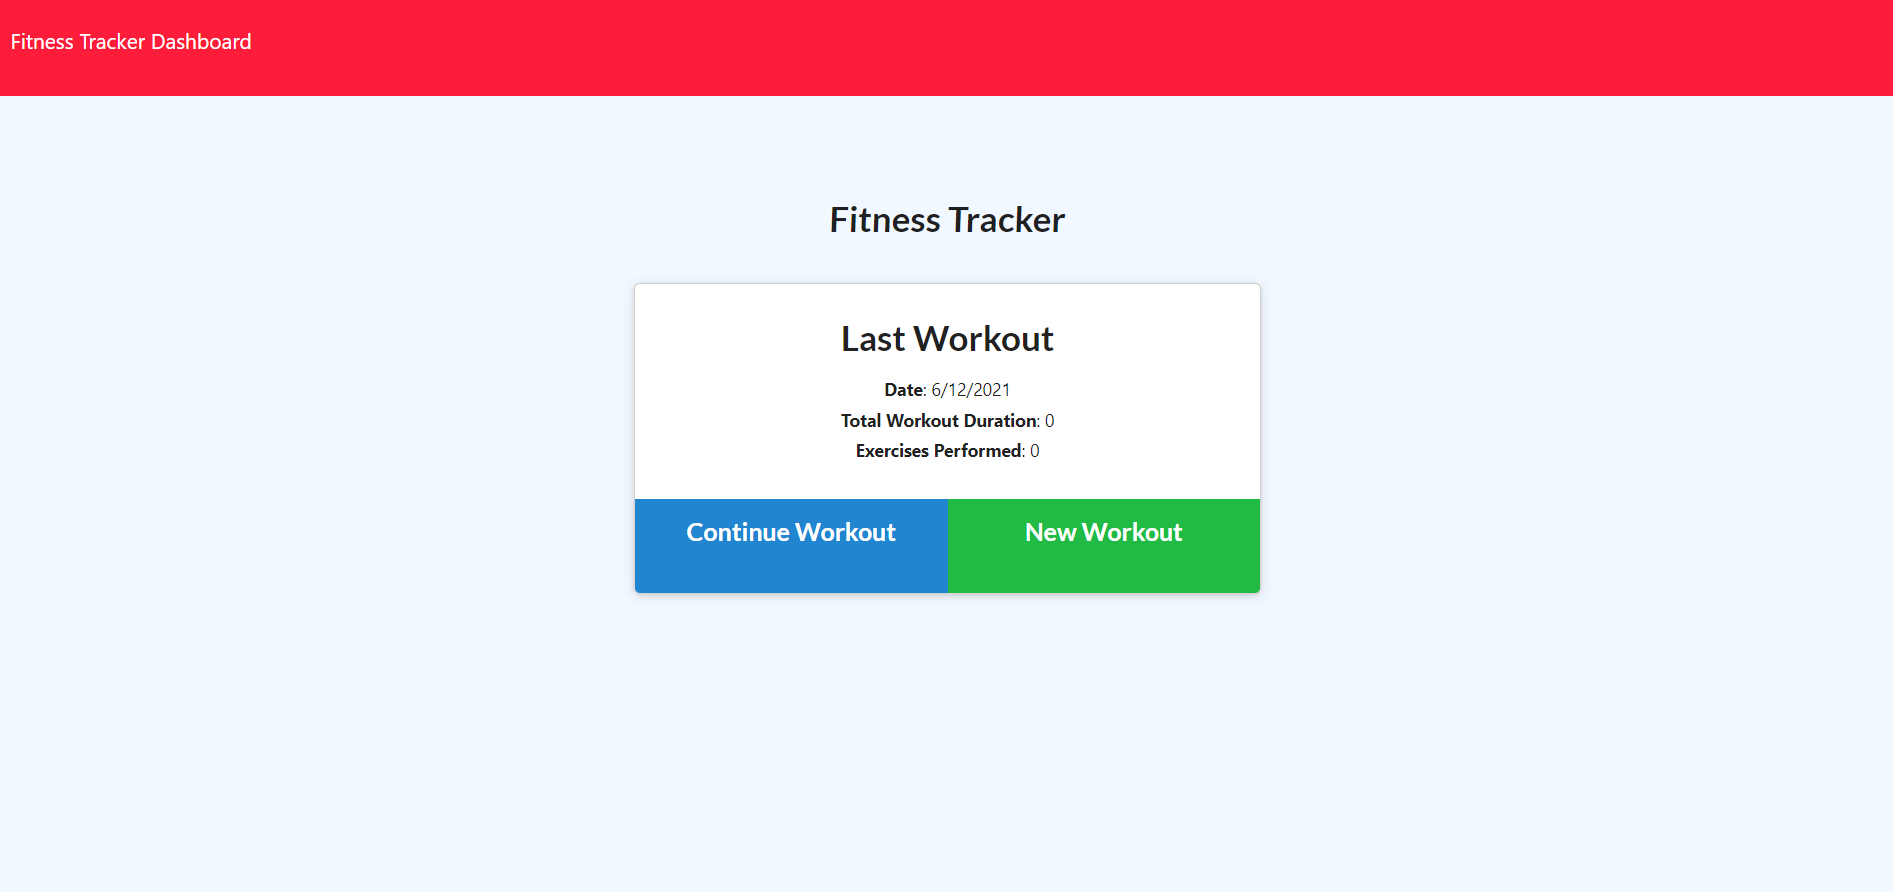 Fitness Tracker Dashboard
Fitness Tracker
Last Workout
Date: 6/12/2021
Total Workout Duration: 0
Exercises Performed: 0
Continue Workout
New Workout